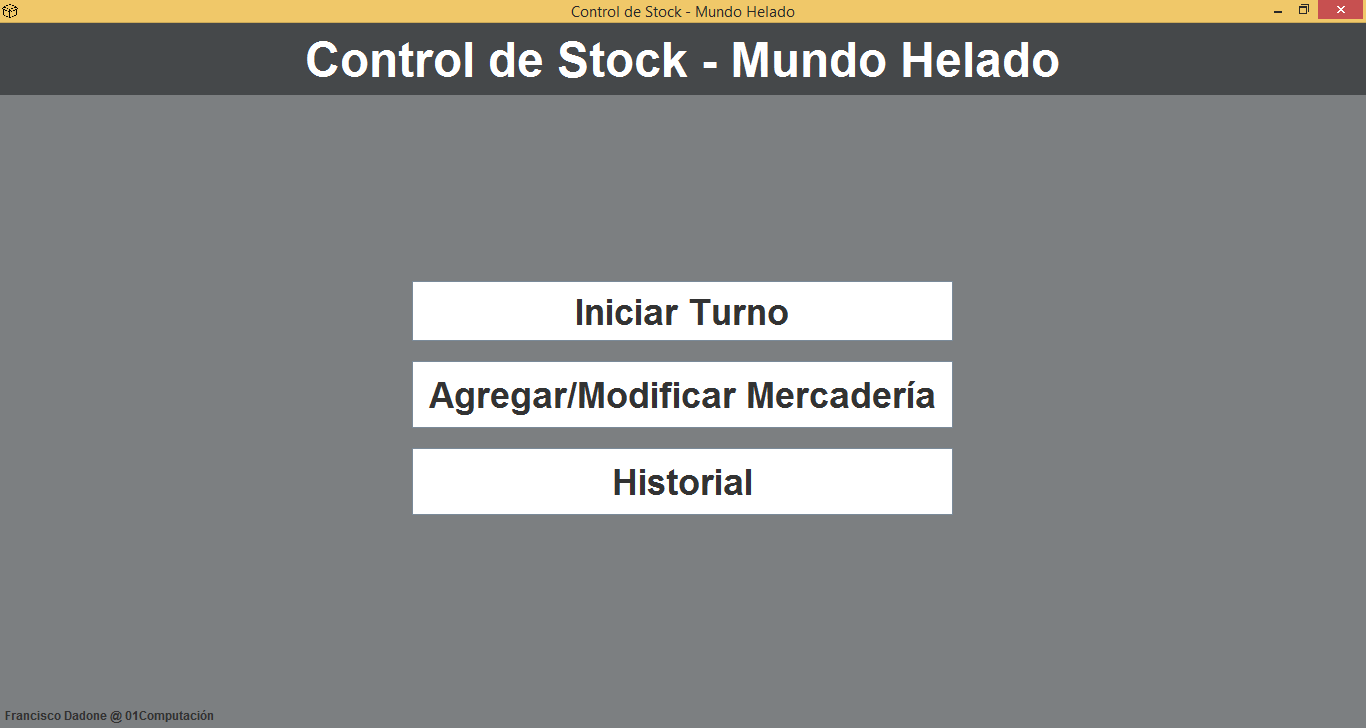 Control de Stock - Mundo Helado
Control de Stock - Mundo Helado
Iniciar Turno
Agregar/Modificar Mercadería
Historial
Francisco Dadone @ 01Computación